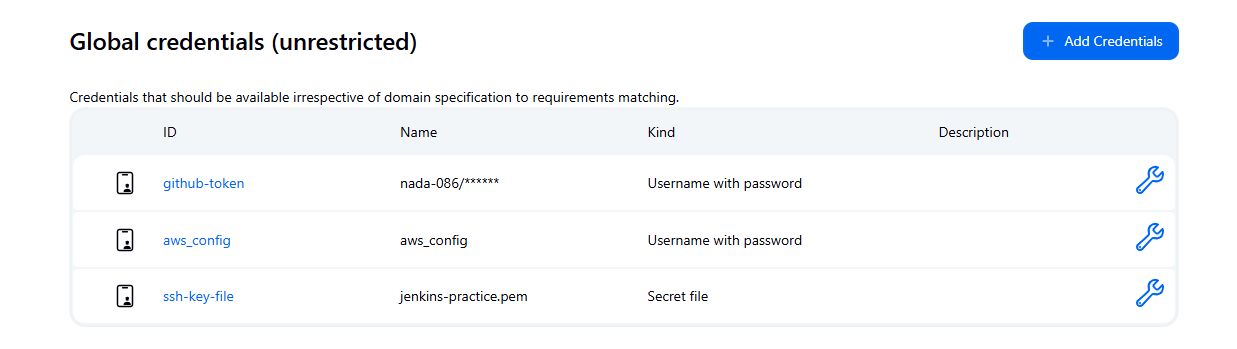 Global credentials (unrestricted)
+ Add Credentials
Credentials that should be available irrespective of domain specification to requirements matching.
ID Name Kind Description
github-token nada-086/****** Username with password
aws_config aws_config Username with password
ssh-key-file jenkins-practice.pem Secret file